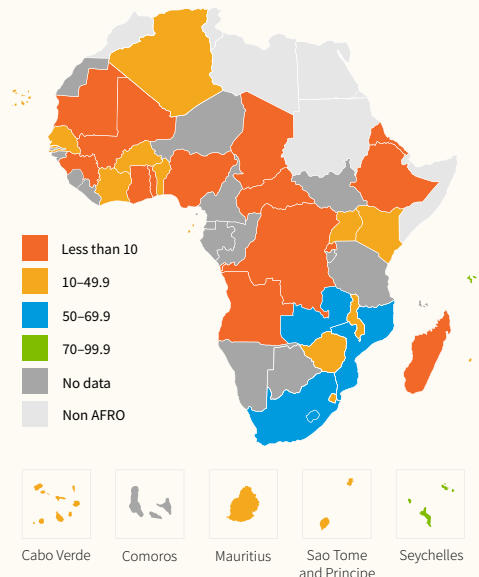 Less than 10
10–49.9
50–69.9
70–99.9
No data
Non AFRO
Cabo Verde
Comoros
Mauritius
Sao Tome
and Principe
Seychelles